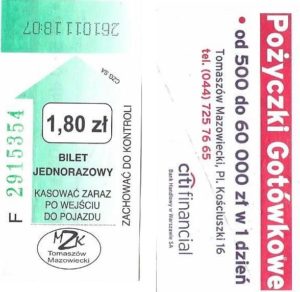 2610111807
CZG SA
1,80 zł
BILET
JEDNORAZOWY
KASOWAĆ ZARAZ
PO WEJŚCIU
DO POJAZDU
MZK
Tomaszów
Mazowiecki
F 2915354
ZACHOWAĆ DO KONTROLI
Pożyczki Gotówkowe
• od 500 do 60 000 zł w 1 dzień
Tomaszów Mazowiecki, Pl. Kościuszki 16
tel. (044) 725 76 65
citi financial
Bank Handlowy w Warszawie SA